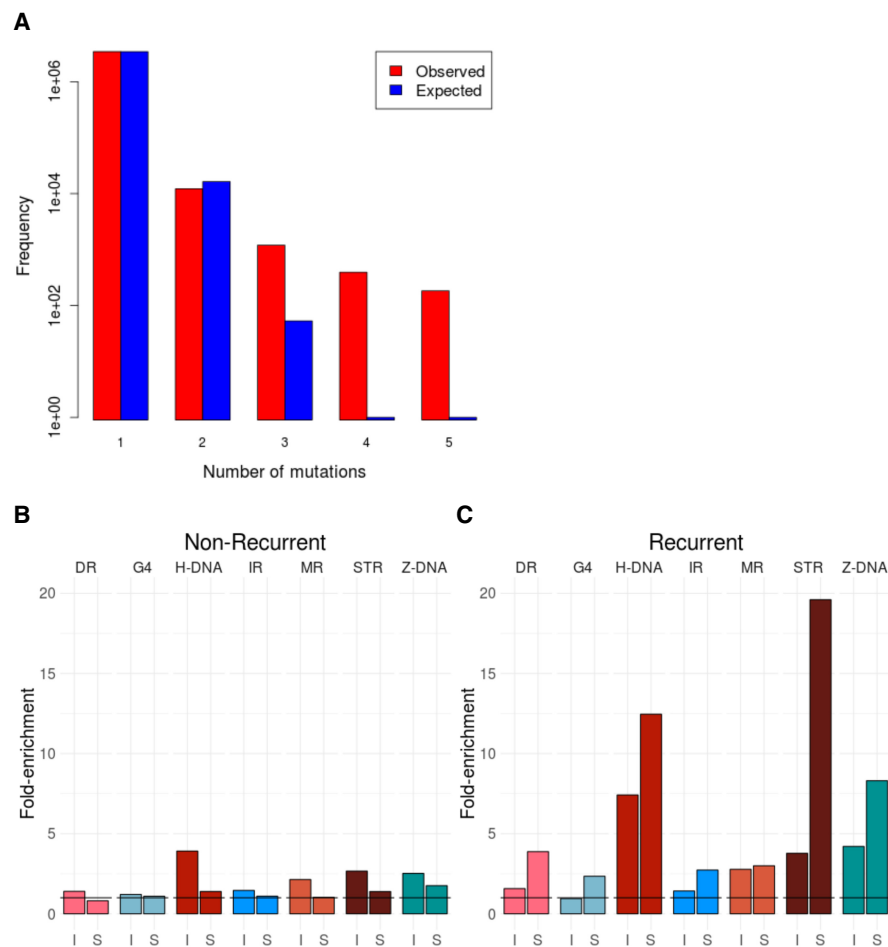 A
Observed
Expected
1e+06
1e+04
1e+02
1e+00
Frequency
1 2 3 4 5
Number of mutations
B
Non-Recurrent
DR G4 H-DNA IR MR STR Z-DNA
20
15
10
5
0
Fold-enrichment
I S I S I S I S I S I S I S
C
Recurrent
DR G4 H-DNA IR MR STR Z-DNA
20
15
10
5
0
Fold-enrichment
I S I S I S I S I S I S I S